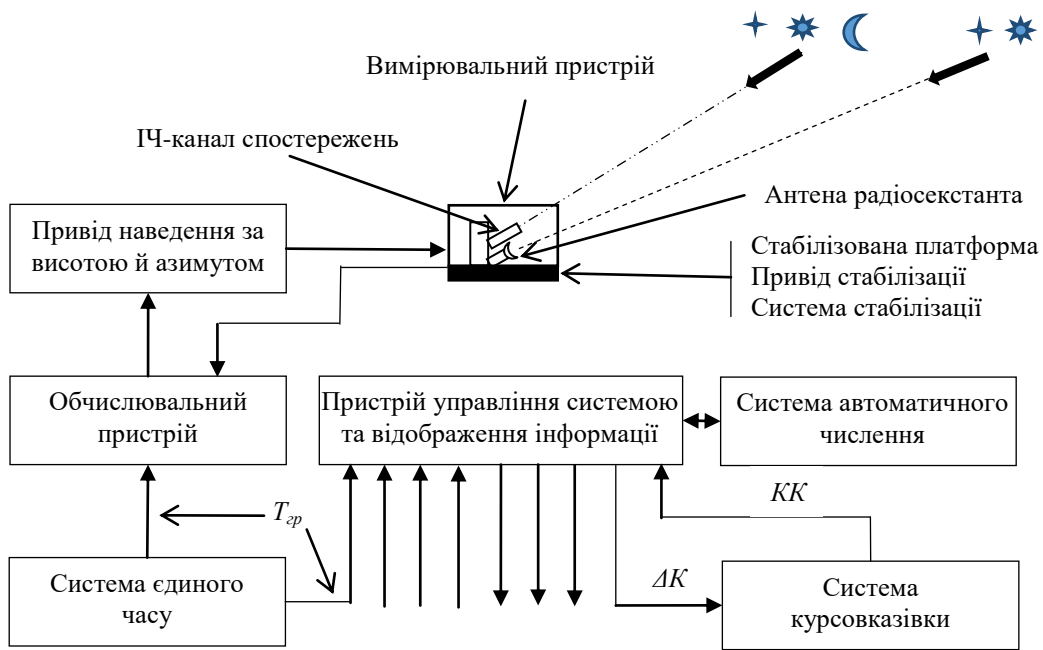 Вимірювальний пристрій
ІЧ-канал спостережень
Антена радіосекстанта
Привід наведення за
висотою й азимутом
Стабілізована платформа
Привід стабілізації
Система стабілізації
Обчислювальний
пристрій
Пристрій управління системою
та відображення інформації
Система автоматичного
числення
КК
Тгр
Система єдиного
часу
ΔК
Система
курсовказівки